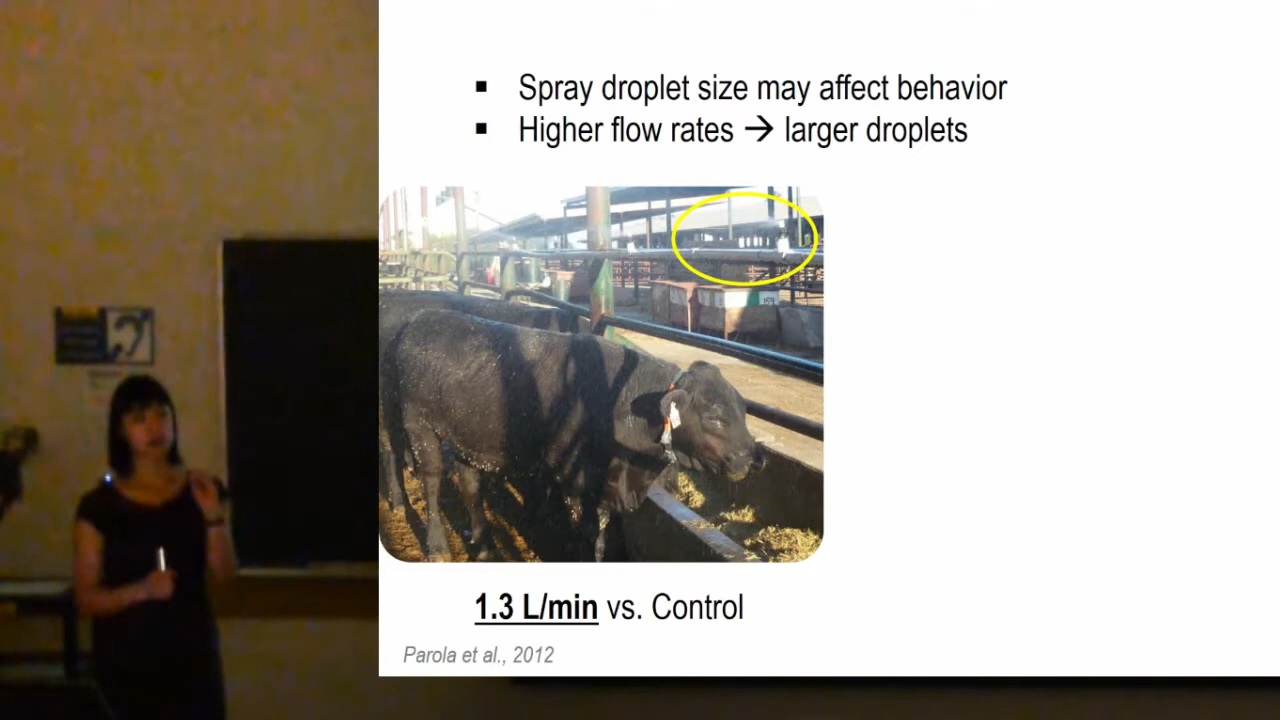 ▪ Spray droplet size may affect behavior
▪ Higher flow rates → larger droplets
1.3 L/min vs. Control
Parola et al., 2012